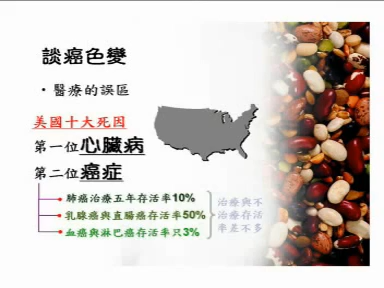 談癌色變
• 醫療的誤區
美國十大死因
第一位心臟病
第二位癌症
肺癌治療五年存活率10%
乳腺癌與直腸癌存活率50%
血癌與淋巴癌存活率只3%
治療與不
治療存活
率差不多